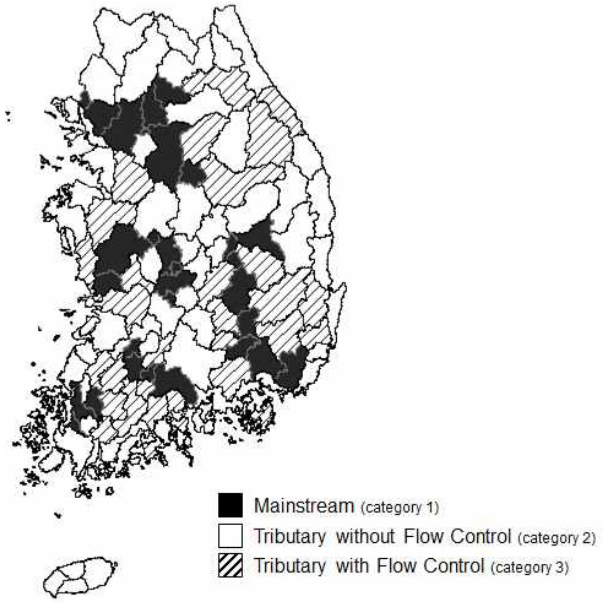 Mainstream (category 1)
Tributary without Flow Control (category 2)
Tributary with Flow Control (category 3)